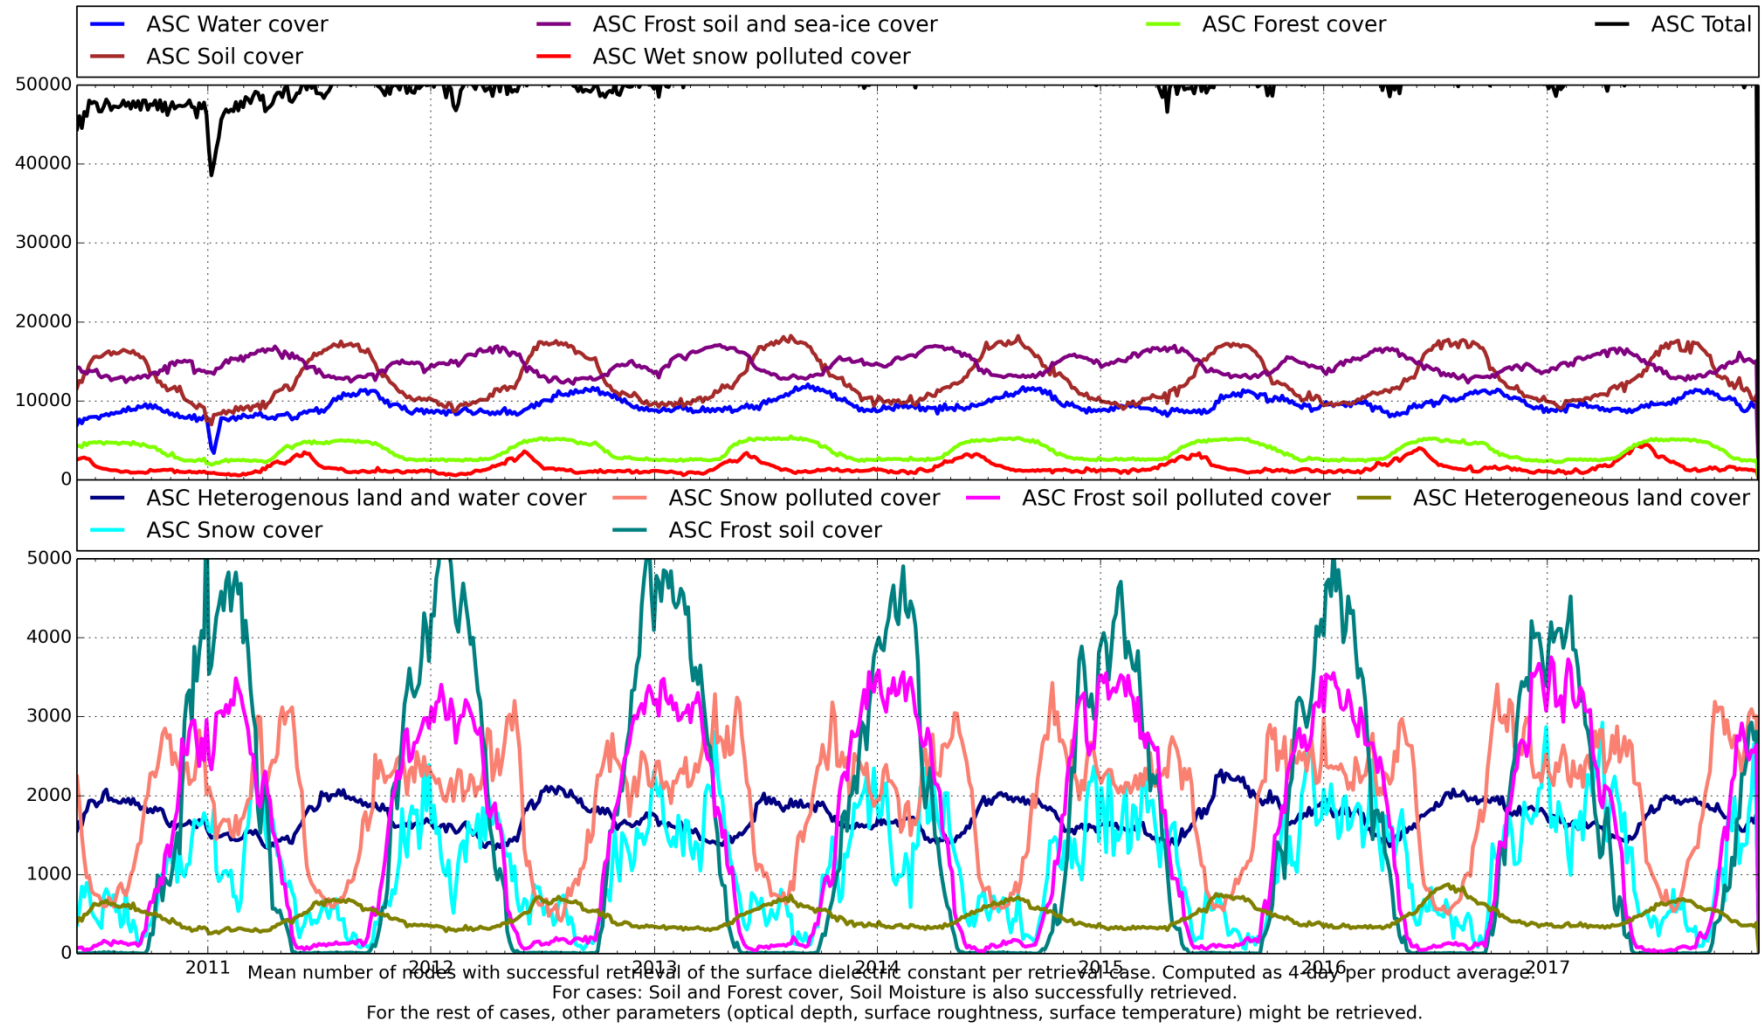 ASC Water cover ASC Frost soil and sea-ice cover ASC Forest cover ASC Total
ASC Soil cover ASC Wet snow polluted cover
50000
40000
30000
20000
10000
0
ASC Heterogenous land and water cover ASC Snow polluted cover ASC Frost soil polluted cover ASC Heterogeneous land cover
ASC Snow cover ASC Frost soil cover
5000
4000
3000
2000
1000
0
2011 2012 2013 2014 2015 2016 2017
Mean number of nodes with successful retrieval of the surface dielectric constant per retrieval case. Computed as 4-day per product average.
For cases: Soil and Forest cover, Soil Moisture is also successfully retrieved.
For the rest of cases, other parameters (optical depth, surface roughness, surface temperature) might be retrieved.